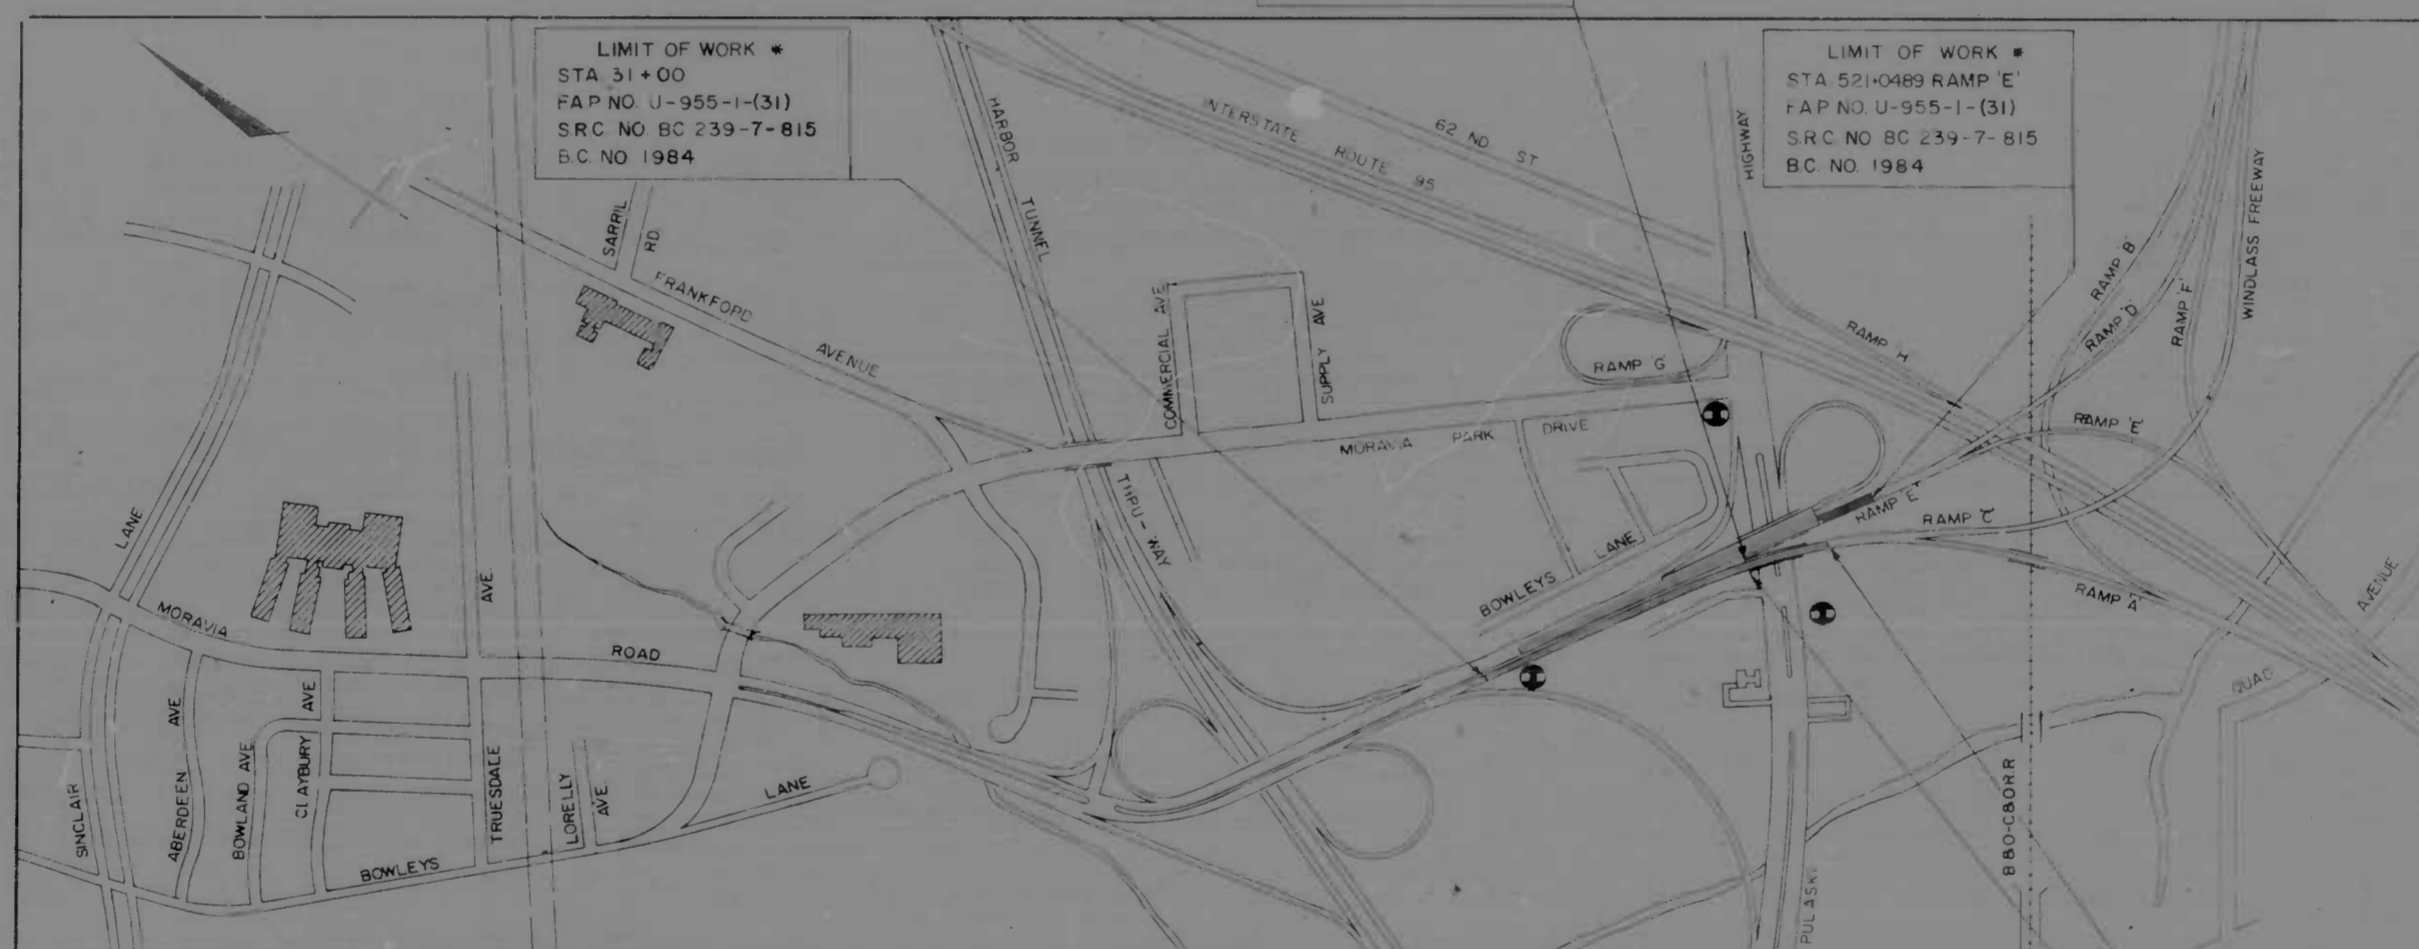 LIMIT OF WORK *
STA 31+00
FAP NO. U-955-1-(31)
S.R.C. NO. BC 239-7-815
B.C. NO. 1984
LIMIT OF WORK *
STA 521+0489 RAMP 'E'
FAP NO. U-955-1-(31)
S.R.C. NO BC 239-7-815
B.C. NO. 1984
HARBOR TUNNEL
THRU-WAY
INTERSTATE ROUTE 95
62 ND ST
HIGHWAY
PULASKI
WINDLASS FREEWAY
RAMP 'B'
RAMP 'D'
RAMP 'F'
RAMP H
RAMP 'G'
RAMP 'E'
RAMP 'E'
RAMP 'C'
RAMP 'A'
SARRIL RD
FRANKFORD AVENUE
COMMERCIAL AVE
SUPPLY AVE
MORAVIA PARK DRIVE
BOWLEYS LANE
LANE
SINCLAIR
MORAVIA ROAD
AVE.
TRUESDALE
ABERDEEN AVE
BOWLAND AVE
CLAYBURY AVE
LORELLY AVE.
BOWLEYS LANE
B&O-C&O R.R
QUAD
AVENUE